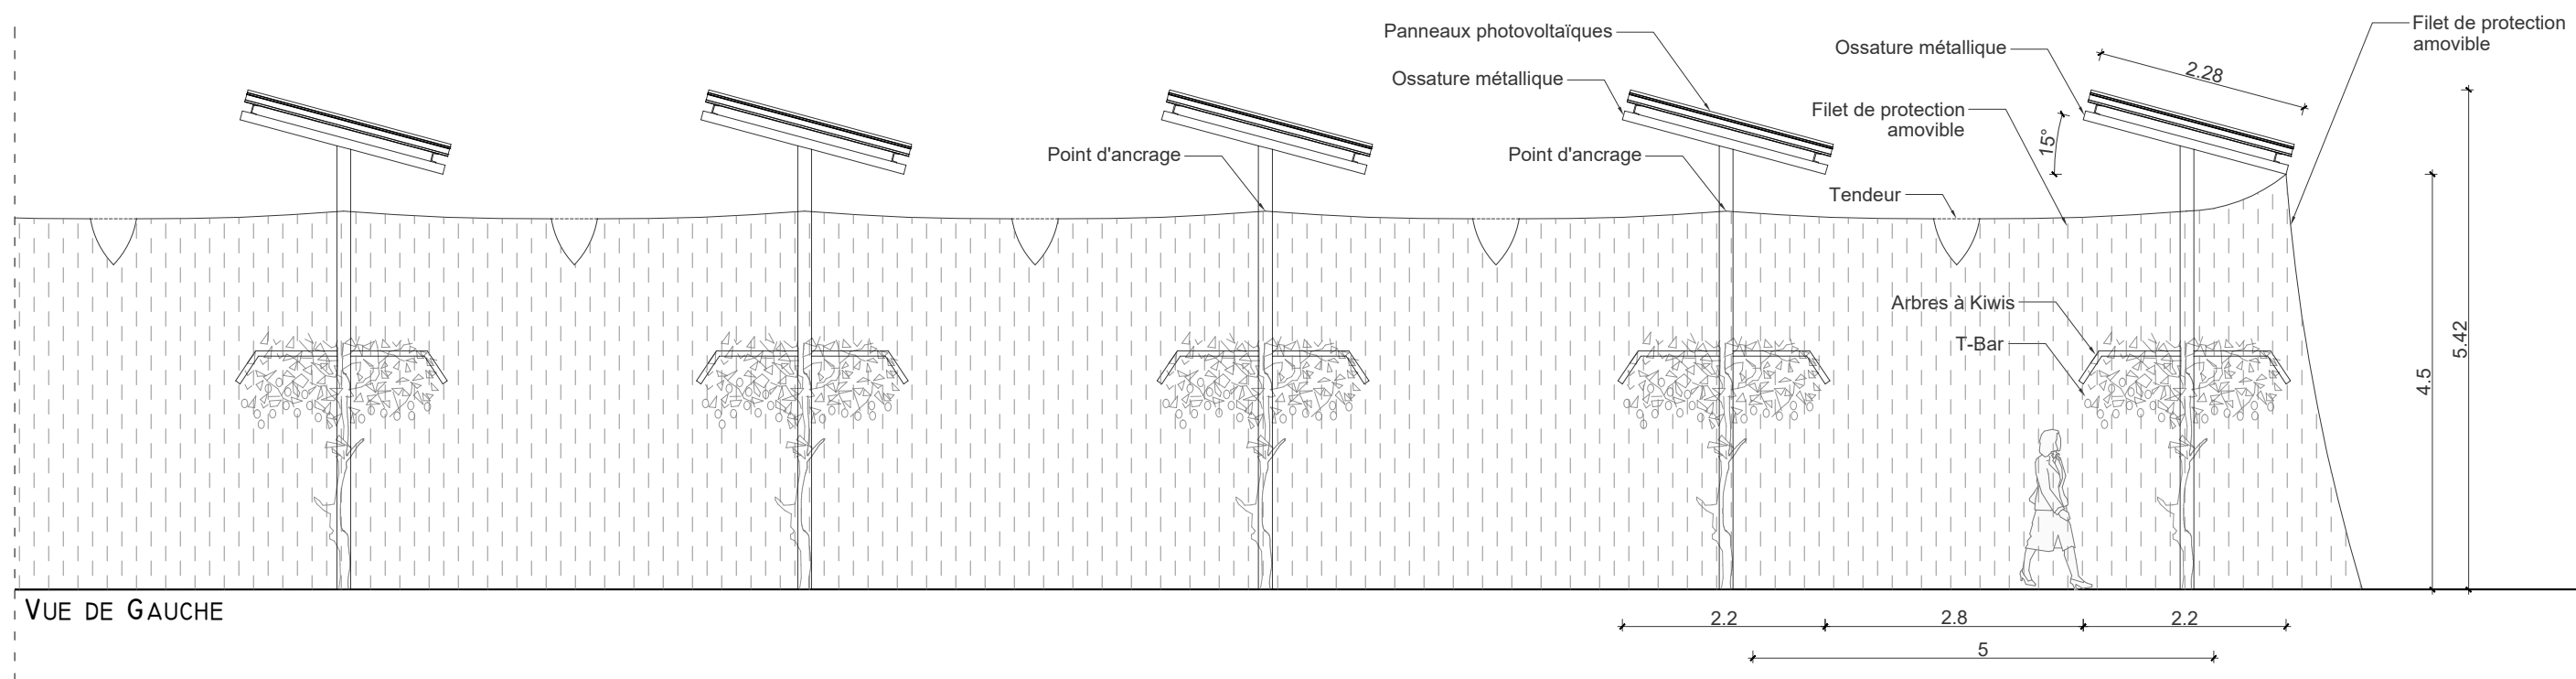 Panneaux photovoltaïques
Ossature métallique
Point d'ancrage
Point d'ancrage
Ossature métallique
Filet de protection
amovible
Tendeur
Arbres à Kiwis
T-Bar
Filet de protection
amovible
2.28
15°
5.42
4.5
2.2
2.8
2.2
5
VUE DE GAUCHE